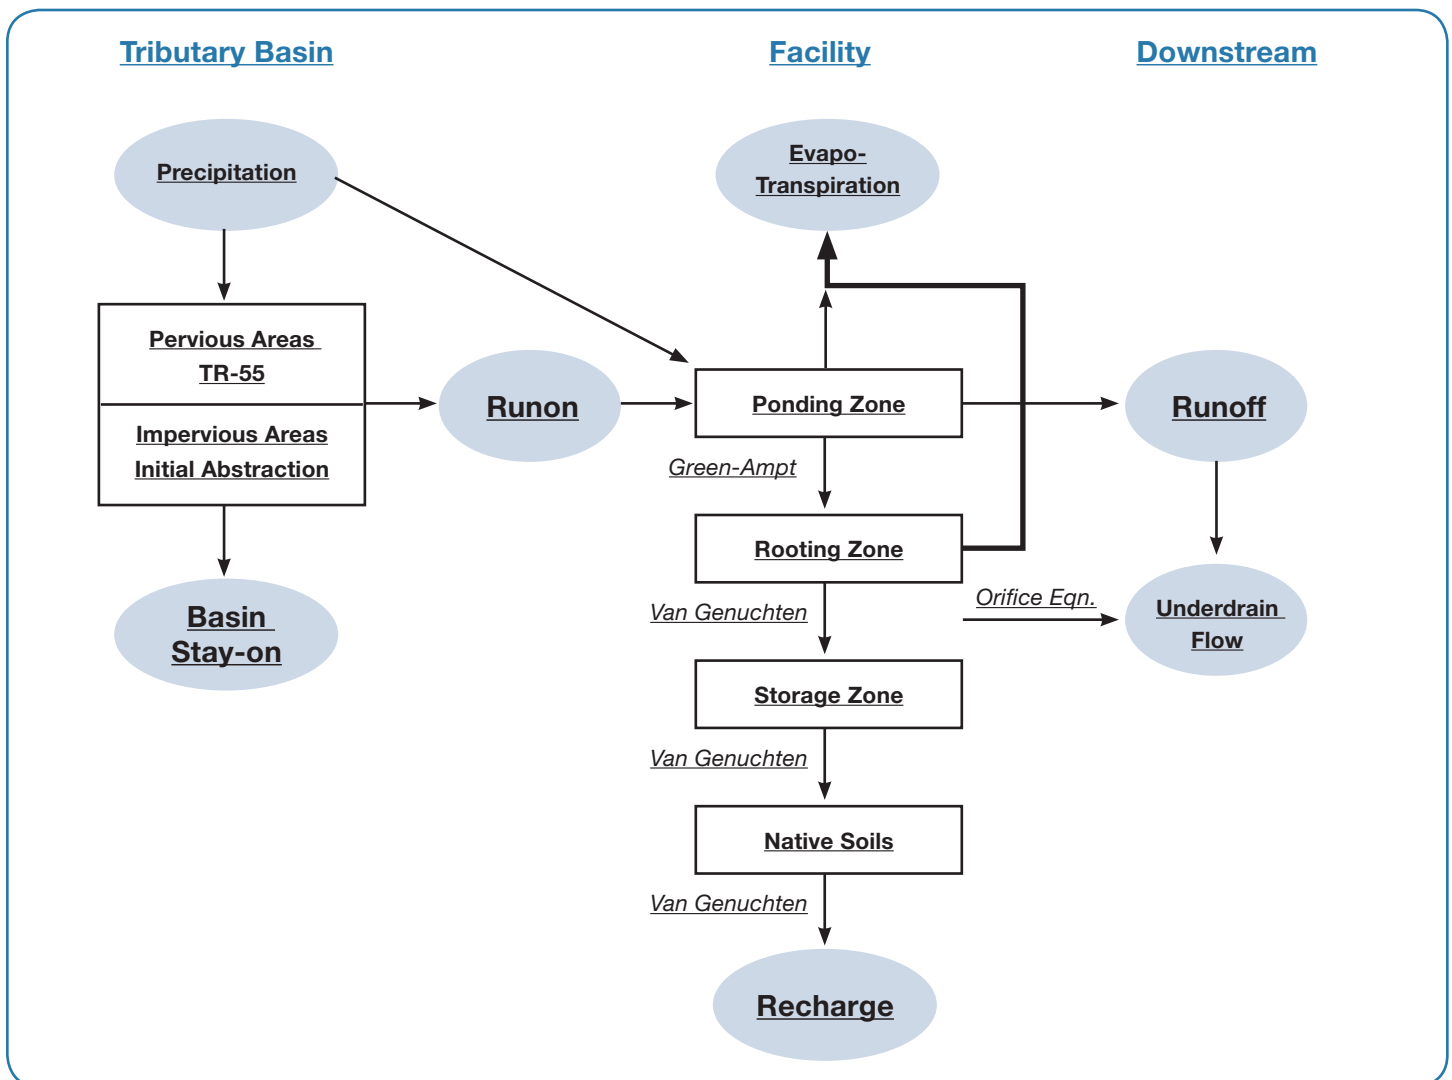 Tributary Basin
Facility
Downstream
Precipitation
Evapo-
Transpiration
Pervious Areas
TR-55
Impervious Areas
Initial Abstraction
Runon
Ponding Zone
Runoff
Green-Ampt
Rooting Zone
Van Genuchten
Orifice Eqn.
Underdrain
Flow
Basin
Stay-on
Storage Zone
Van Genuchten
Native Soils
Van Genuchten
Recharge